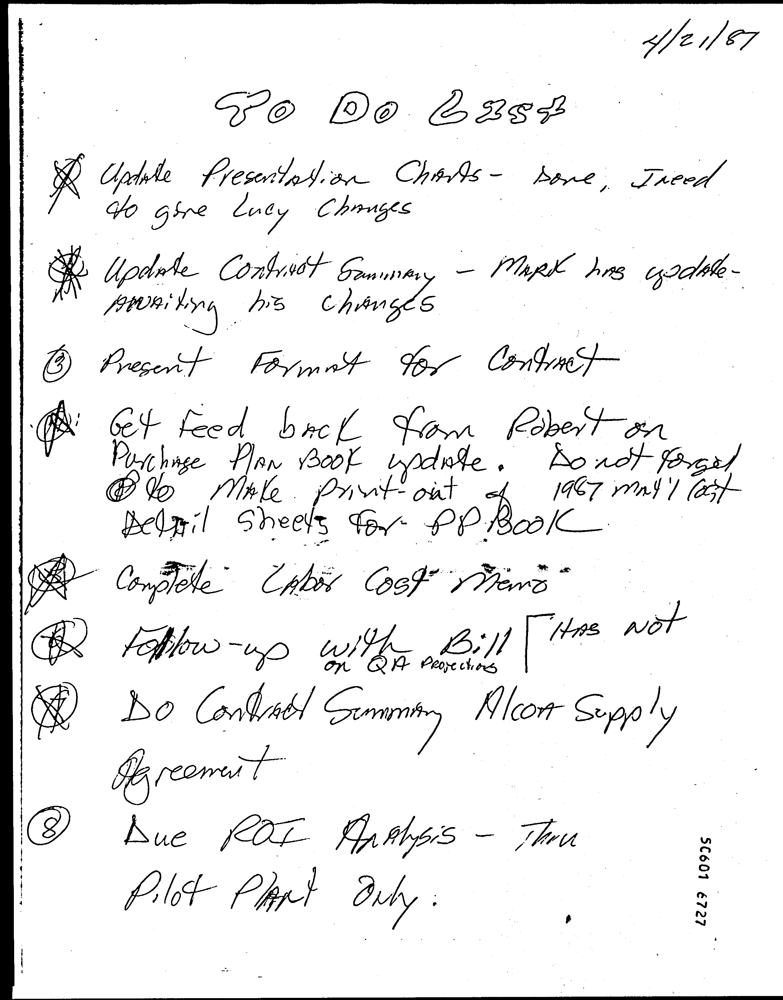 4/21/87
To Do List
① Update Presentation Charts - Done, I need
to give Lucy Changes
② Update Contract Summary - Mark has update -
Awaiting his changes
③ Present Format for Contract
④ Get feed back from Robert on
Purchase Plan Book update. Do not forget
to make print-out of 1987 Mat'l Cost
Detail Sheets for PP Book
⑤ Complete Labor Cost Memo
⑥ Follow-up with Bill [Has not
on QA Projections
⑦ Do Contract Summary Alcoa Supply
Agreement
⑧ Due ROI Analysis - Thru
Pilot Plant Only.
SC601 6727